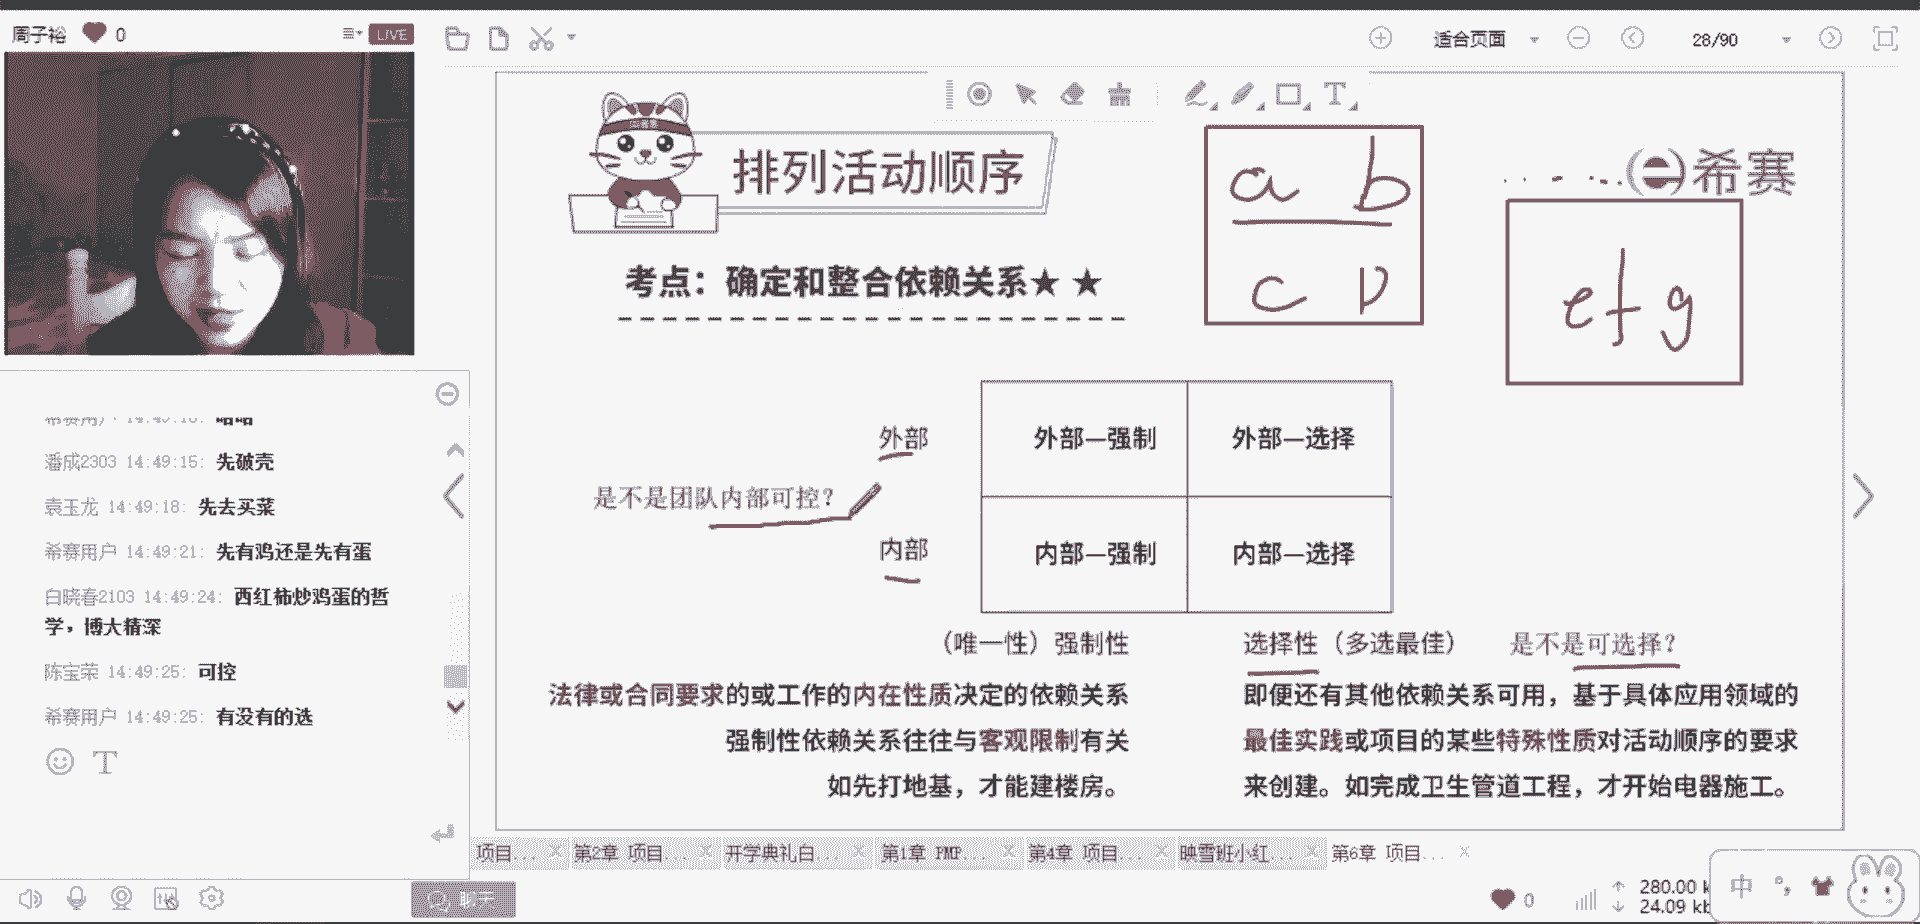 周子裕 0 LIVE
适合页面 28/90
排列活动顺序
希赛
a b
c D
e f g
考点：确定和整合依赖关系★ ★
外部
外部—强制 外部—选择
是不是团队内部可控？
内部
内部—强制 内部—选择
（唯一性）强制性
选择性（多选最佳） 是不是可选择？
法律或合同要求的或工作的内在性质决定的依赖关系
强制性依赖关系往往与客观限制有关
如先打地基，才能建楼房。
即便还有其他依赖关系可用，基于具体应用领域的
最佳实践或项目的某些特殊性质对活动顺序的要求
来创建。如完成卫生管道工程，才开始电器施工。
潘成2303 14:49:15: 先破壳
袁玉龙 14:49:18: 先去买菜
希赛用户 14:49:21: 先有鸡还是先有蛋
白晓春2103 14:49:24: 西红柿炒鸡蛋的哲
学，博大精深
陈宝荣 14:49:25: 可控
希赛用户 14:49:25: 有没有的选
项目... 第2章 项目... 开学典礼白... 第1章 PMP... 第4章 项目... 映雪班小红... 第6章 项目...
聊天
0
280.00
24.09 kb
中